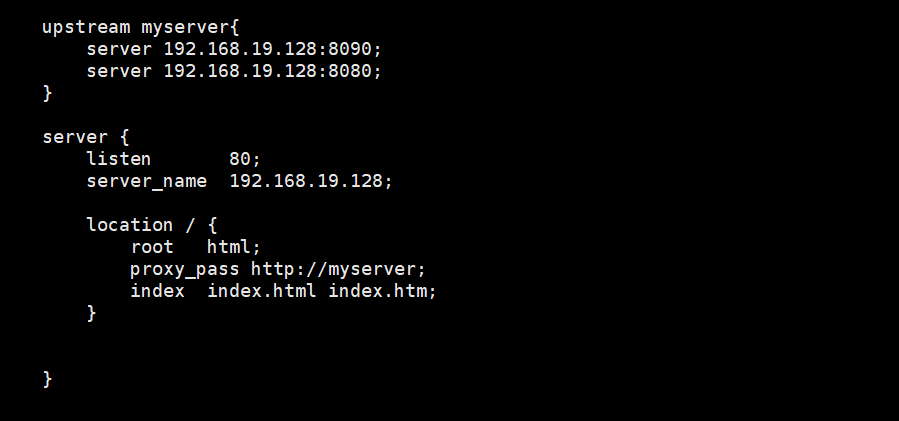 upstream myserver{
    server 192.168.19.128:8090;
    server 192.168.19.128:8080;
}
server {
    listen       80;
    server_name  192.168.19.128;
    location / {
        root   html;
        proxy_pass http://myserver;
        index  index.html index.htm;
    }
}